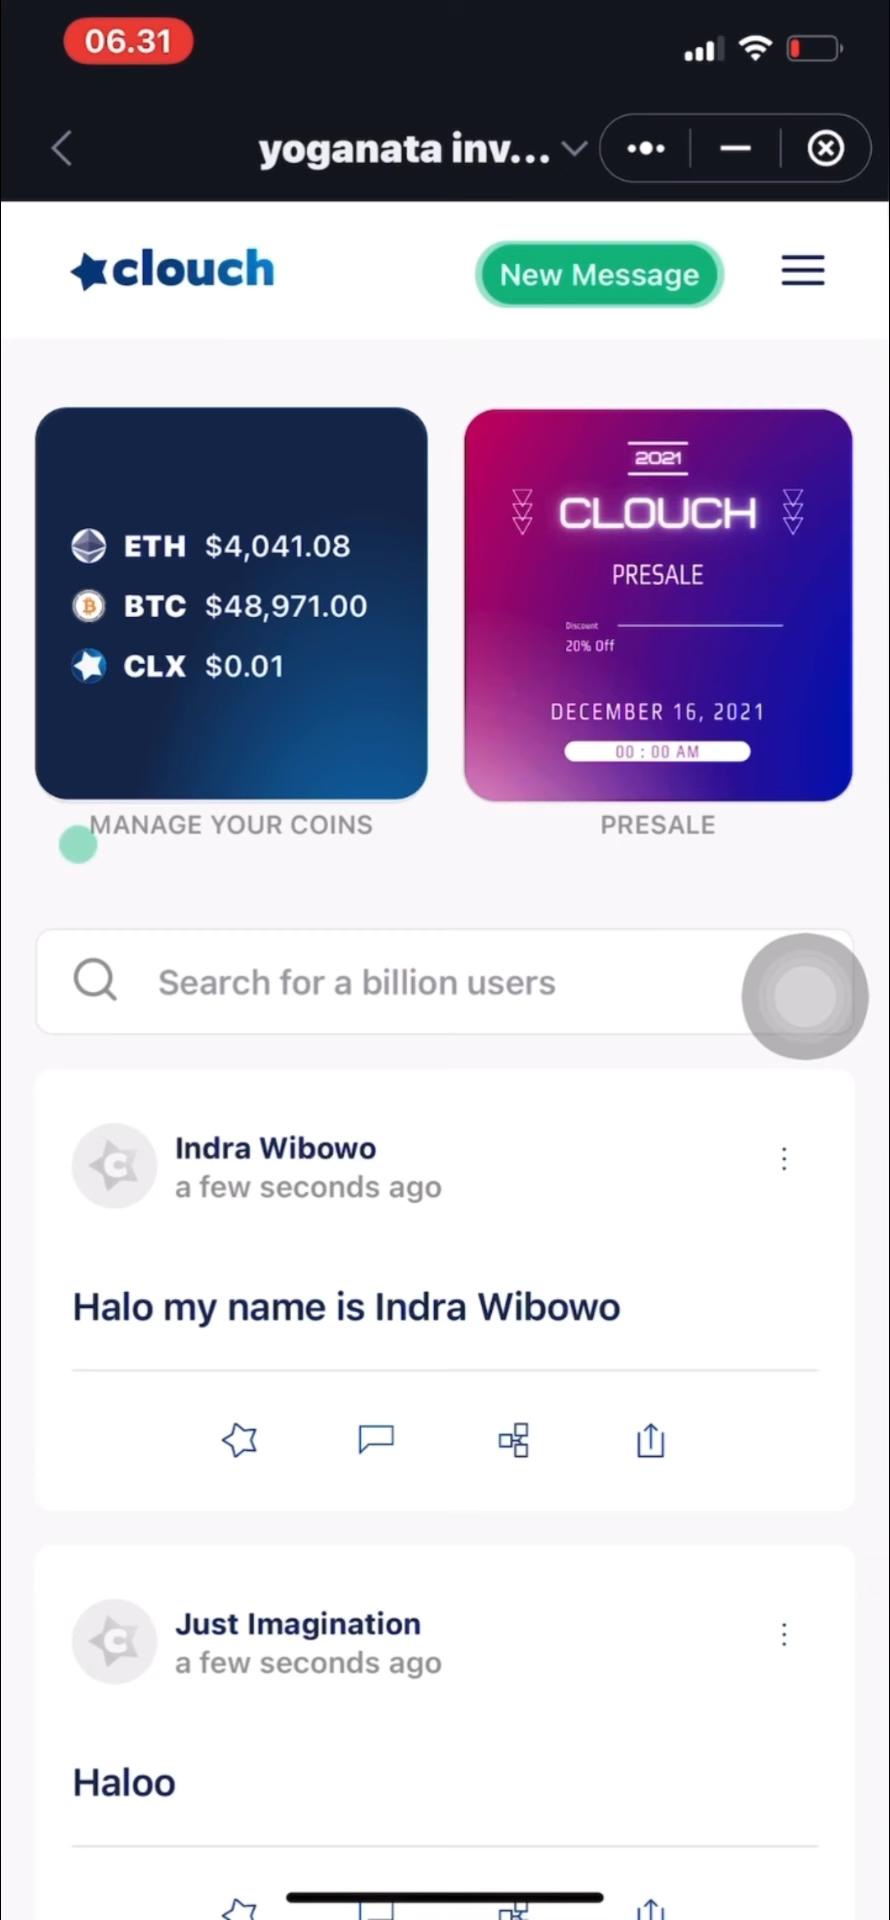 06.31
yoganata inv...
clouch
New Message
ETH $4,041.08
BTC $48,971.00
CLX $0.01
MANAGE YOUR COINS
2021
CLOUCH
PRESALE
Discount
20% Off
DECEMBER 16, 2021
00 : 00 AM
PRESALE
Search for a billion users
Indra Wibowo
a few seconds ago
Halo my name is Indra Wibowo
Just Imagination
a few seconds ago
Haloo